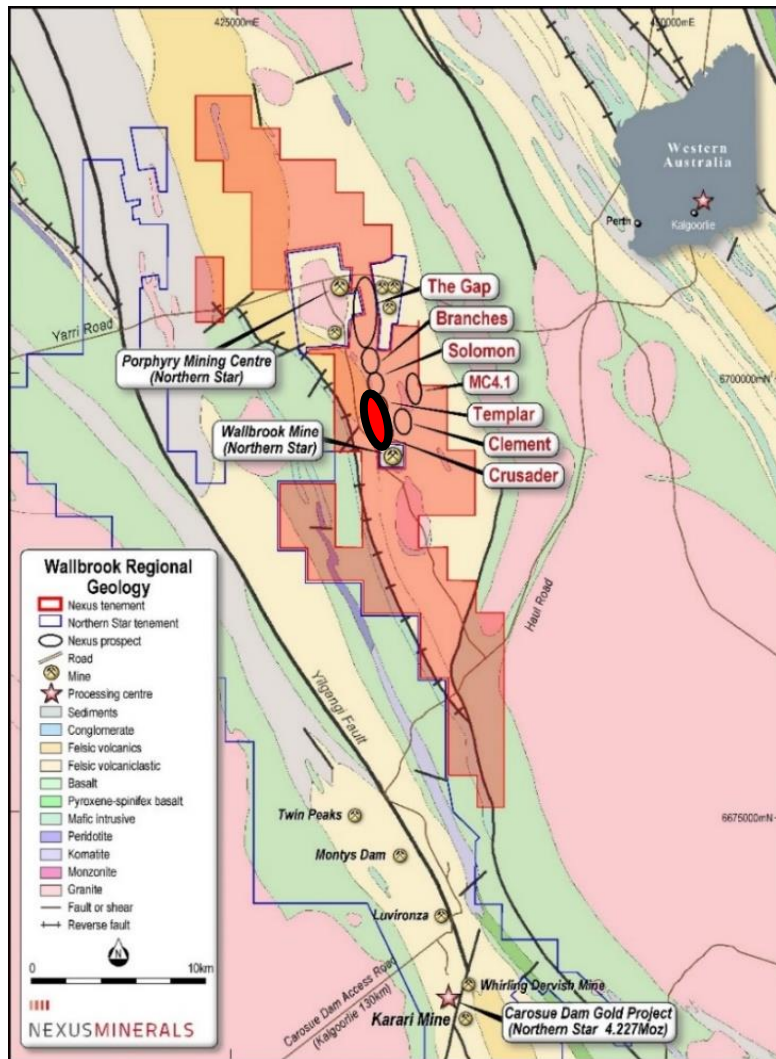 425000mE
450000mE
Western
Australia
Perth
Kalgoorlie
The Gap
Branches
Yarri Road
Solomon
Porphyry Mining Centre
(Northern Star)
MC4.1
6700000mN
Templar
Wallbrook Mine
(Northern Star)
Clement
Crusader
Wallbrook Regional
Geology
Nexus tenement
Northern Star tenement
Nexus prospect
Road
Mine
Processing centre
Sediments
Conglomerate
Felsic volcanics
Felsic volcaniclastic
Basalt
Pyroxene-spinifex basalt
Mafic intrusive
Peridotite
Komatite
Monzonite
Granite
Fault or shear
Reverse fault
N
0
10km
NEXUSMINERALS
Haul Road
Yilgangi Fault
Twin Peaks
6675000mN
Montys Dam
Luvironza
Whirling Dervish Mine
Carosue Dam Access Road
(Kalgoorlie 130km)
Karari Mine
Carosue Dam Gold Project
(Northern Star 4.227Moz)